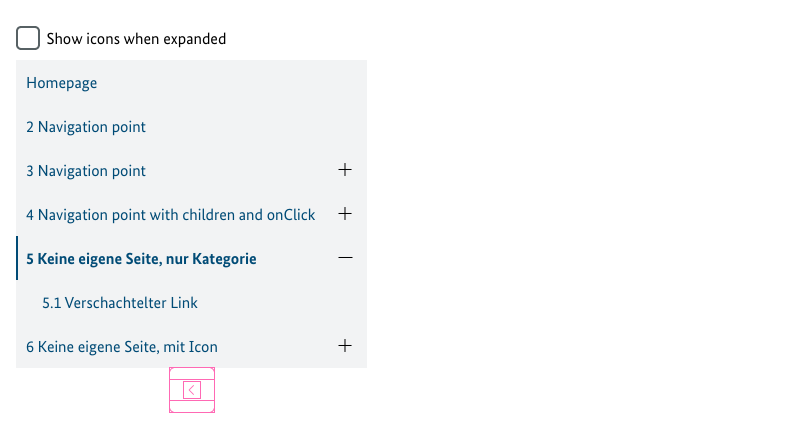 Show icons when expanded
Homepage
2 Navigation point
3 Navigation point
4 Navigation point with children and onClick
5 Keine eigene Seite, nur Kategorie
5.1 Verschachtelter Link
6 Keine eigene Seite, mit Icon